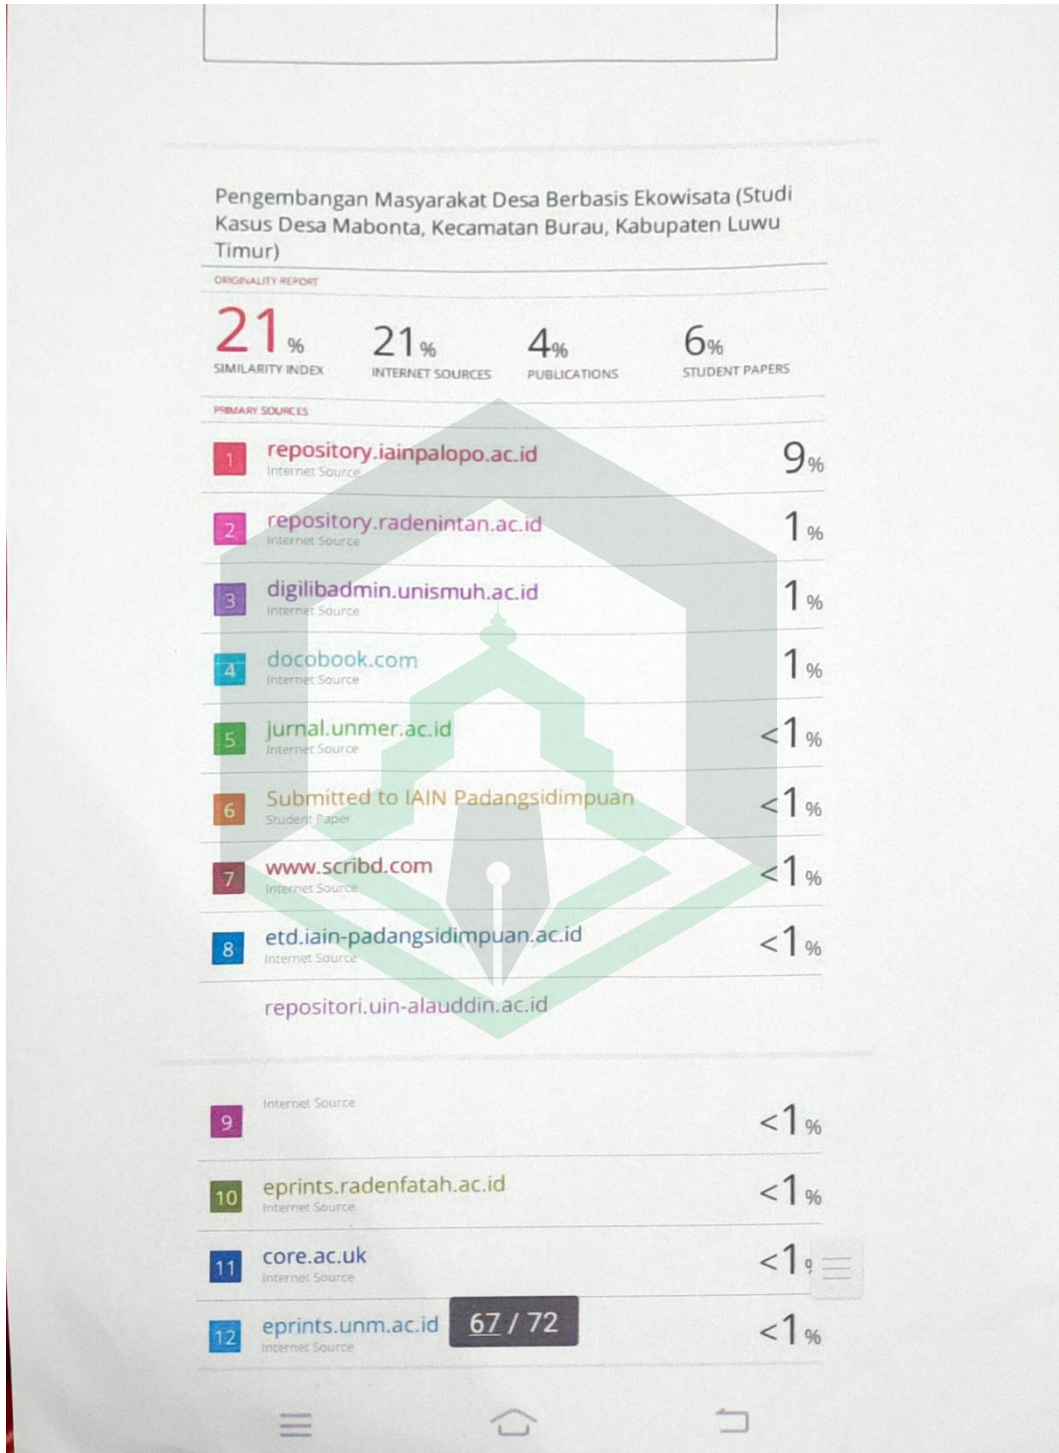 Pengembangan Masyarakat Desa Berbasis Ekowisata (Studi
Kasus Desa Mabonta, Kecamatan Burau, Kabupaten Luwu
Timur)
ORIGINALITY REPORT
21% 21% 4% 6%
SIMILARITY INDEX INTERNET SOURCES PUBLICATIONS STUDENT PAPERS
PRIMARY SOURCES
1 repository.iainpalopo.ac.id 9%
Internet Source
2 repository.radenintan.ac.id 1%
Internet Source
3 digilibadmin.unismuh.ac.id 1%
Internet Source
4 docobook.com 1%
Internet Source
5 jurnal.unmer.ac.id <1%
Internet Source
6 Submitted to IAIN Padangsidimpuan <1%
Student Paper
7 www.scribd.com <1%
Internet Source
8 etd.iain-padangsidimpuan.ac.id <1%
Internet Source
repositori.uin-alauddin.ac.id
Internet Source
9 <1%
10 eprints.radenfatah.ac.id <1%
Internet Source
11 core.ac.uk <1
Internet Source
12 eprints.unm.ac.id <1%
Internet Source
67 / 72